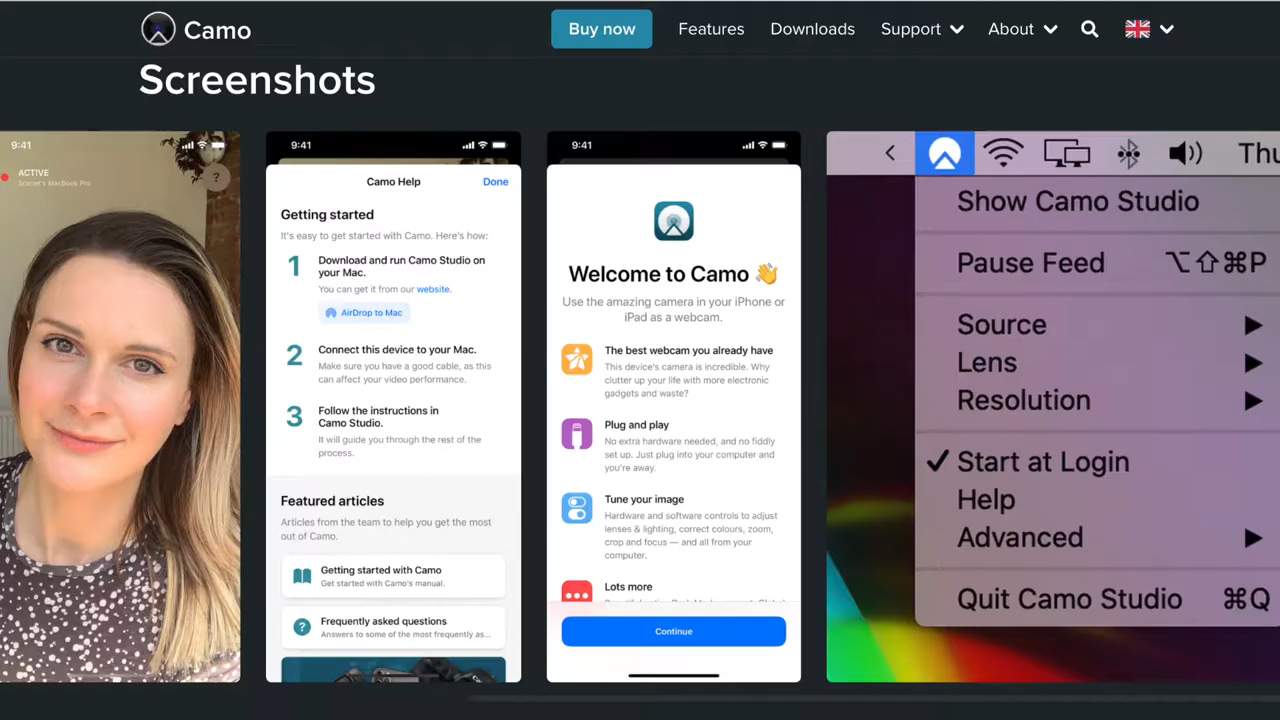 Camo
Buy now
Features
Downloads
Support
About
Screenshots
9:41
ACTIVE
9:41
Camo Help
Done
Getting started
It's easy to get started with Camo. Here's how:
1
Download and run Camo Studio on
your Mac.
You can get it from our website.
AirDrop to Mac
2
Connect this device to your Mac.
Make sure you have a good cable, as this
can affect your video performance.
3
Follow the instructions in
Camo Studio.
It will guide you through the rest of the
process.
Featured articles
Articles from the team to help you get the most
out of Camo.
Getting started with Camo
Get started with Camo's manual.
Frequently asked questions
Answers to some of the most frequently as...
9:41
Welcome to Camo 👋
Use the amazing camera in your iPhone or
iPad as a webcam.
The best webcam you already have
This device's camera is incredible. Why
clutter up your life with more electronic
gadgets and waste?
Plug and play
No extra hardware needed, and no fiddly
set up. Just plug into your computer and
you're away.
Tune your image
Hardware and software controls to adjust
lenses & lighting, correct colours, zoom,
crop and focus — and all from your
computer.
Lots more
Continue
Thu
Show Camo Studio
Pause Feed ⌥⇧⌘P
Source
Lens
Resolution
✓ Start at Login
Help
Advanced
Quit Camo Studio ⌘Q